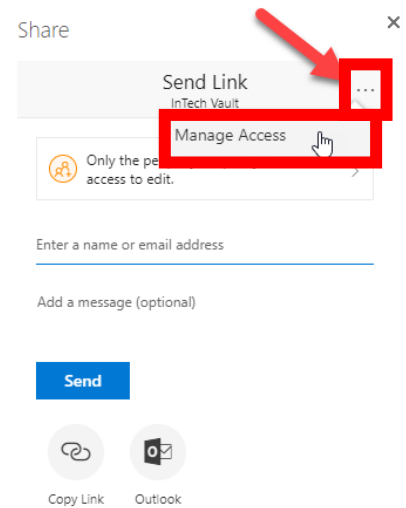 Share
Send Link
...
InTech Vault
Manage Access
Only the pe
access to edit.
Enter a name or email address
Add a message (optional)
Send
Copy Link
Outlook